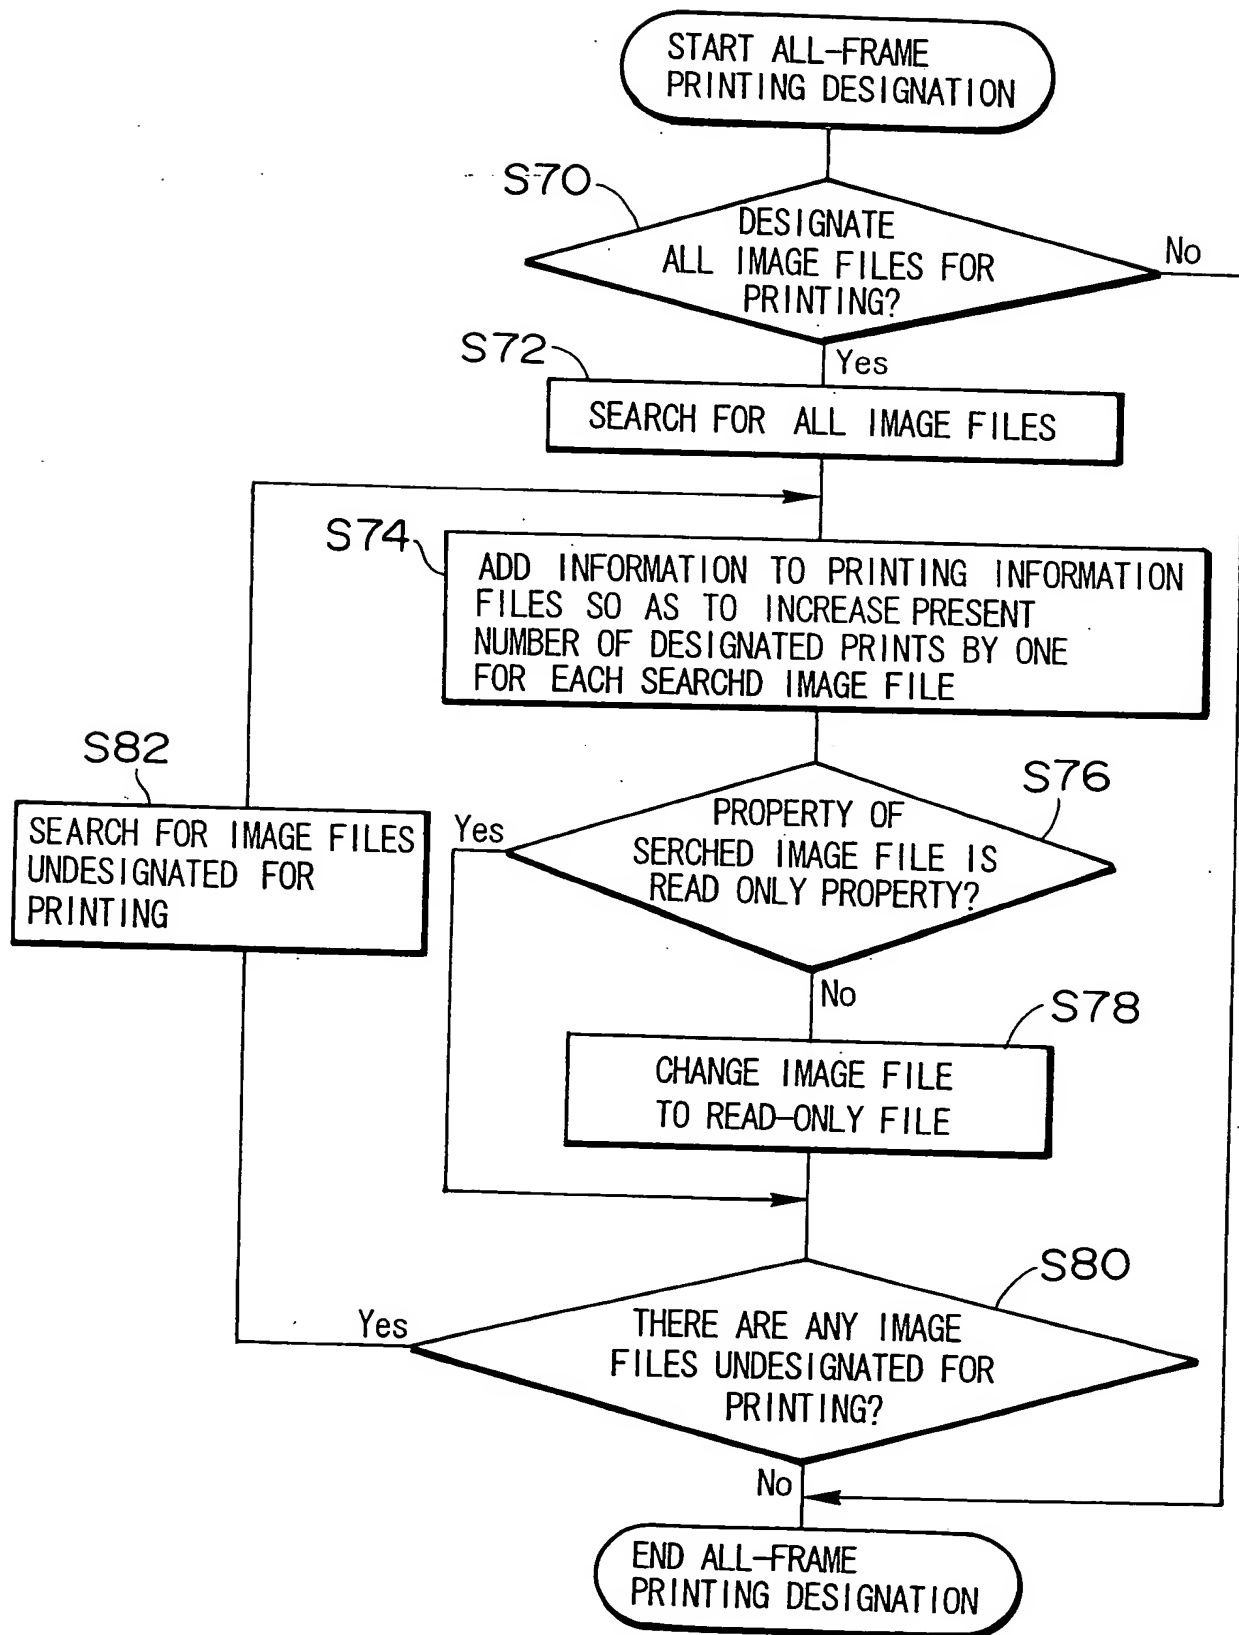 START ALL-FRAME
PRINTING DESIGNATION
S70
DESIGNATE
ALL IMAGE FILES FOR
PRINTING?
No
S72
Yes
SEARCH FOR ALL IMAGE FILES
S74
ADD INFORMATION TO PRINTING INFORMATION
FILES SO AS TO INCREASE PRESENT
NUMBER OF DESIGNATED PRINTS BY ONE
FOR EACH SEARCHD IMAGE FILE
S82
SEARCH FOR IMAGE FILES
UNDESIGNATED FOR
PRINTING
S76
Yes
PROPERTY OF
SERCHED IMAGE FILE IS
READ ONLY PROPERTY?
No
S78
CHANGE IMAGE FILE
TO READ-ONLY FILE
S80
Yes
THERE ARE ANY IMAGE
FILES UNDESIGNATED FOR
PRINTING?
No
END ALL-FRAME
PRINTING DESIGNATION